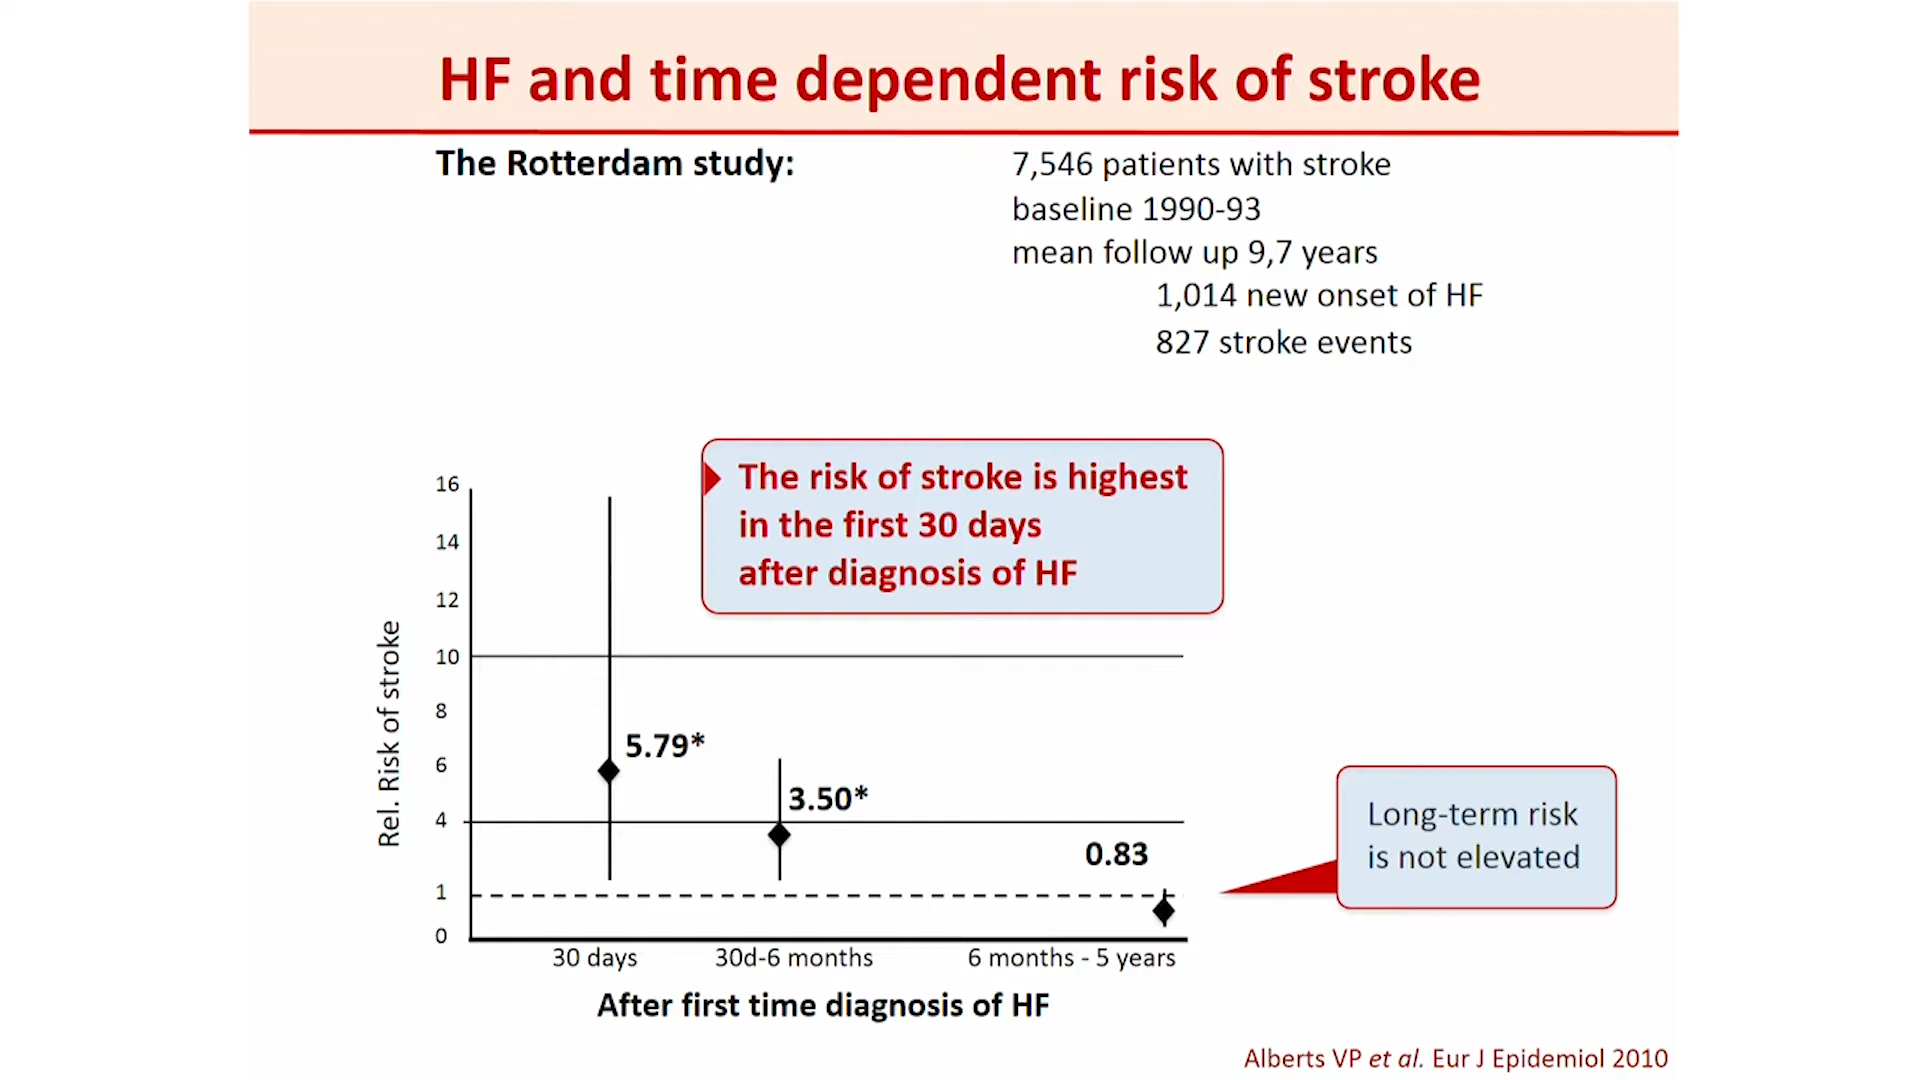 HF and time dependent risk of stroke
The Rotterdam study:
7,546 patients with stroke
baseline 1990-93
mean follow up 9,7 years
1,014 new onset of HF
827 stroke events
The risk of stroke is highest
in the first 30 days
after diagnosis of HF
Rel. Risk of stroke
16
14
12
10
8
6
4
1
0
5.79*
3.50*
0.83
Long-term risk
is not elevated
30 days
30d-6 months
6 months - 5 years
After first time diagnosis of HF
Alberts VP et al. Eur J Epidemiol 2010